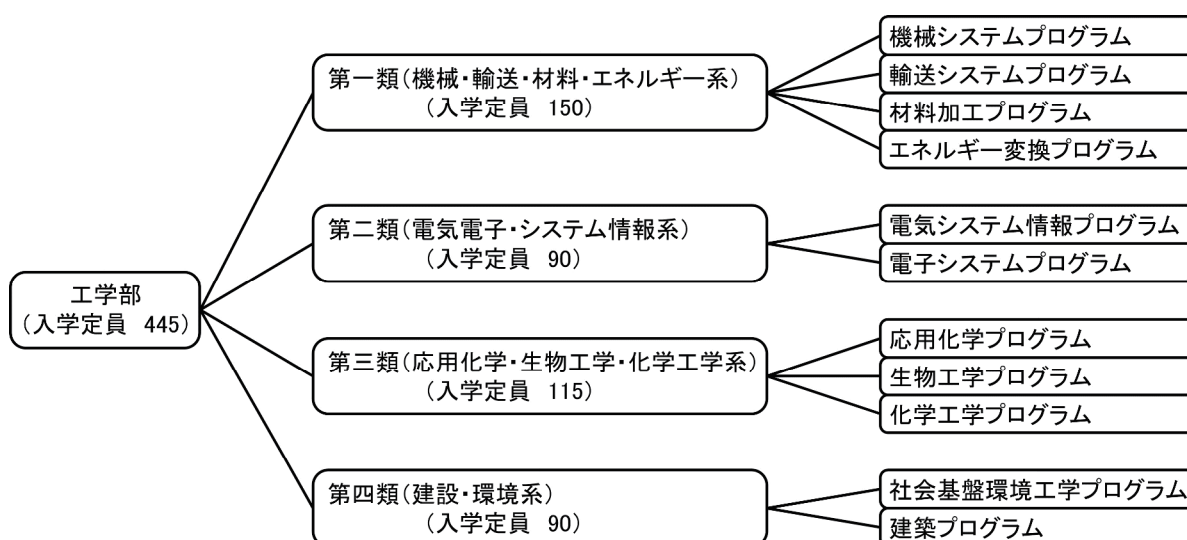 工学部
(入学定員 445)
第一類(機械・輸送・材料・エネルギー系)
(入学定員 150)
機械システムプログラム
輸送システムプログラム
材料加工プログラム
エネルギー変換プログラム
第二類(電気電子・システム情報系)
(入学定員 90)
電気システム情報プログラム
電子システムプログラム
第三類(応用化学・生物工学・化学工学系)
(入学定員 115)
応用化学プログラム
生物工学プログラム
化学工学プログラム
第四類(建設・環境系)
(入学定員 90)
社会基盤環境工学プログラム
建築プログラム